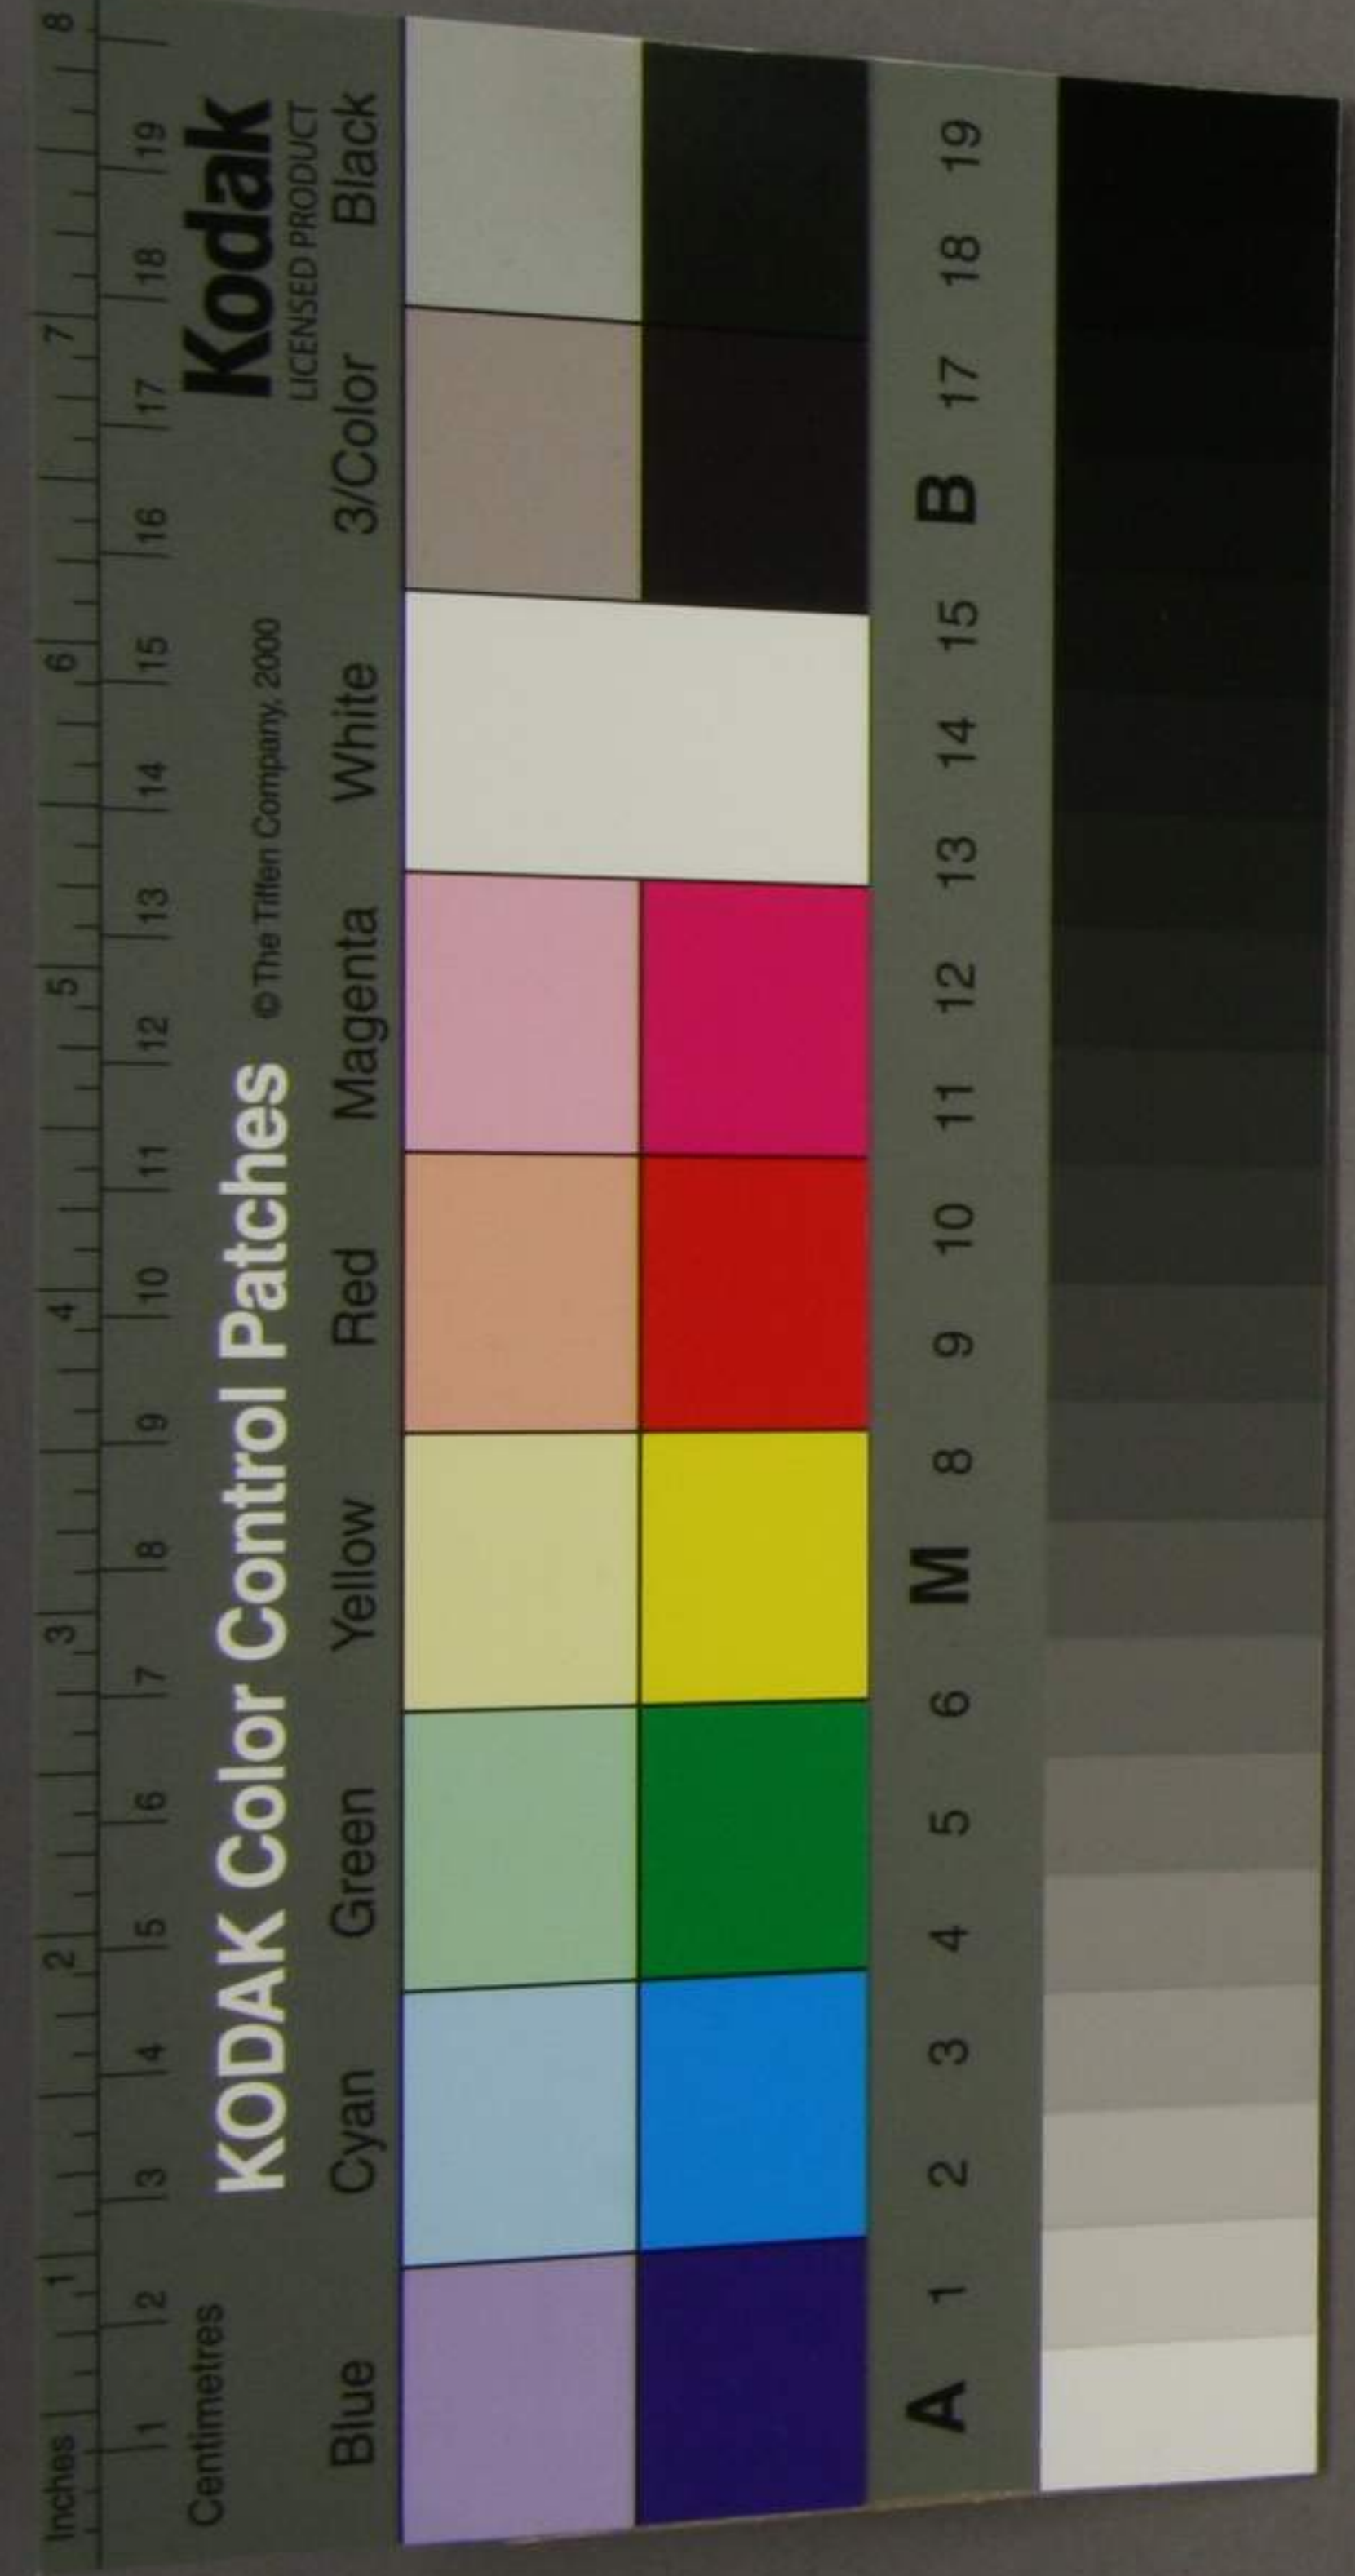 Inches 1 2 3 4 5 6 7 8
1 2 3 4 5 6 7 8 9 10 11 12 13 14 15 16 17 18 19
Centimetres
KODAK Color Control Patches © The Tiffen Company, 2000 Kodak
LICENSED PRODUCT
Blue Cyan Green Yellow Red Magenta White 3/Color Black
A 1 2 3 4 5 6 M 8 9 10 11 12 13 14 15 B 17 18 19